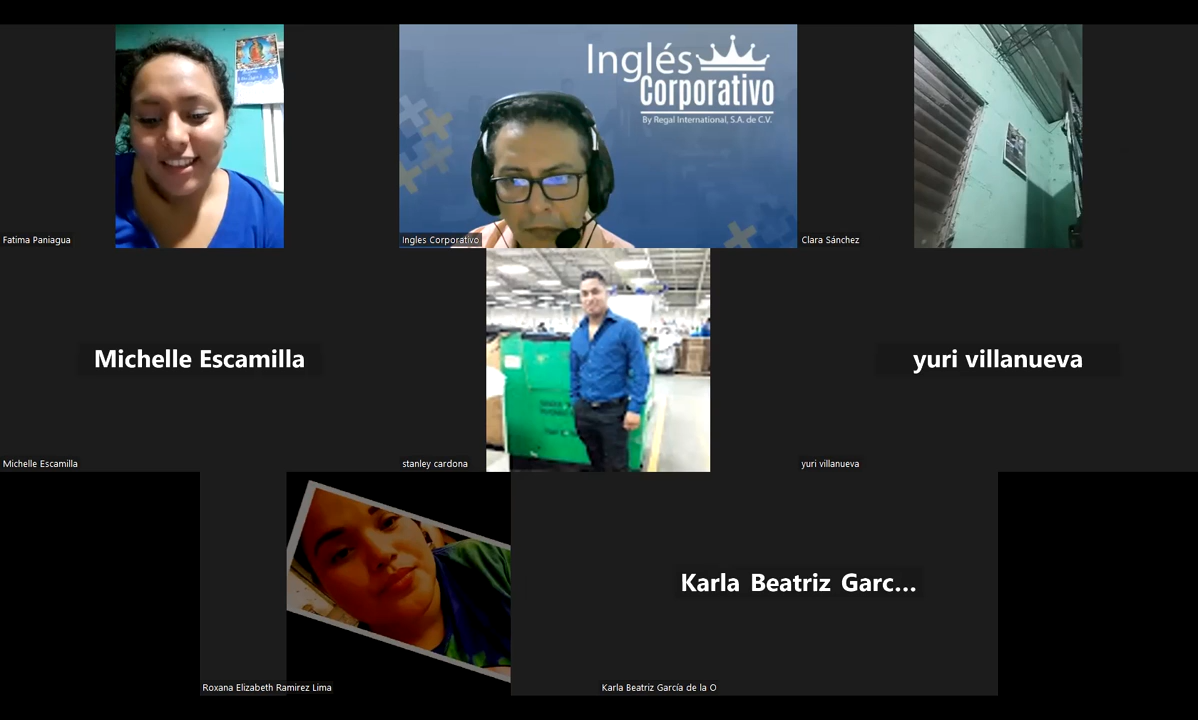 Inglés
Corporativo
By Regal International, S.A. de C.V.
Fatima Paniagua
Ingles Corporativo
Clara Sánchez
Michelle Escamilla
yuri villanueva
Michelle Escamilla
stanley cardona
yuri villanueva
Karla Beatriz Garc...
Roxana Elizabeth Ramirez Lima
Karla Beatriz García de la O